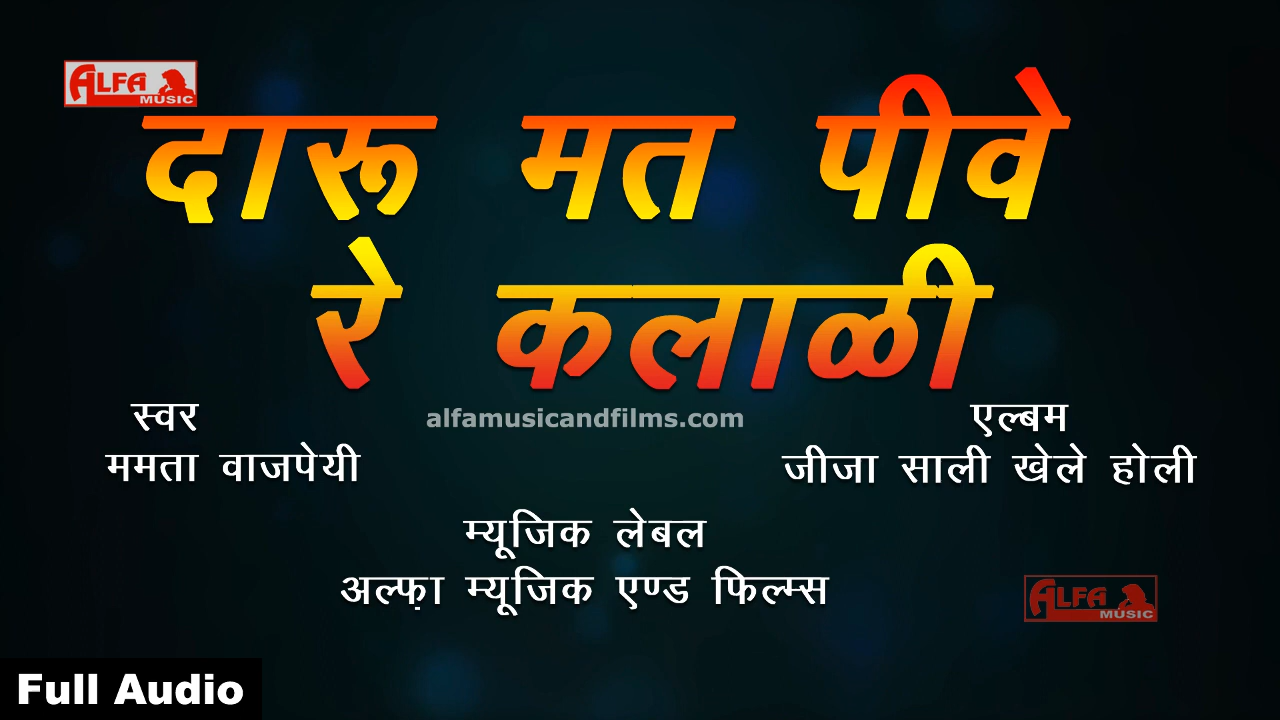 ALFA
MUSIC
दारू मत पीवे
रे कलाळी
स्वर
alfamusicandfilms.com
एल्बम
ममता वाजपेयी
जीजा साली खेले होली
म्यूजिक लेबल
अल्फ़ा म्यूजिक एण्ड फिल्म्स
ALFA
MUSIC
Full Audio